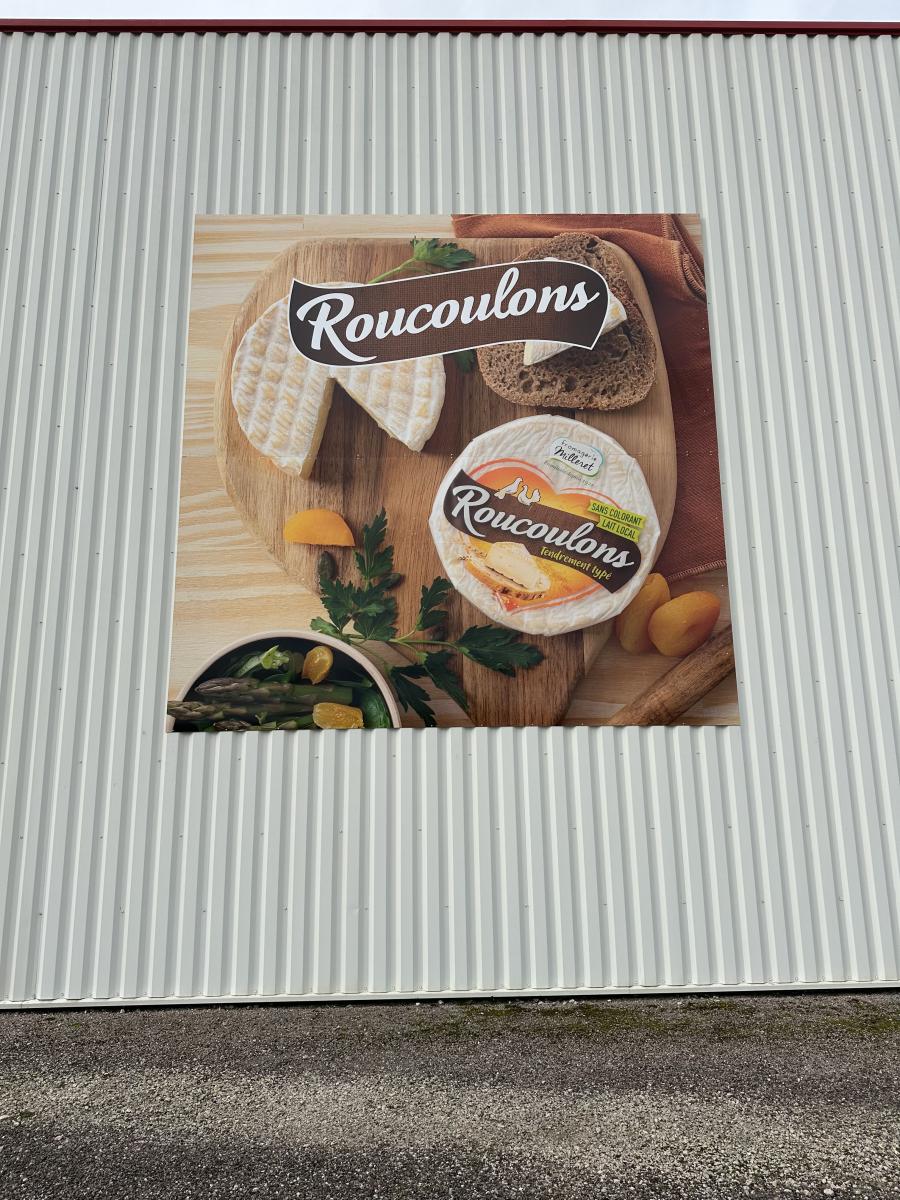 Roucoulons
fromagerie
Milleret
Roucoulons
SANS COLORANT
LAIT LOCAL
Tendrement typé